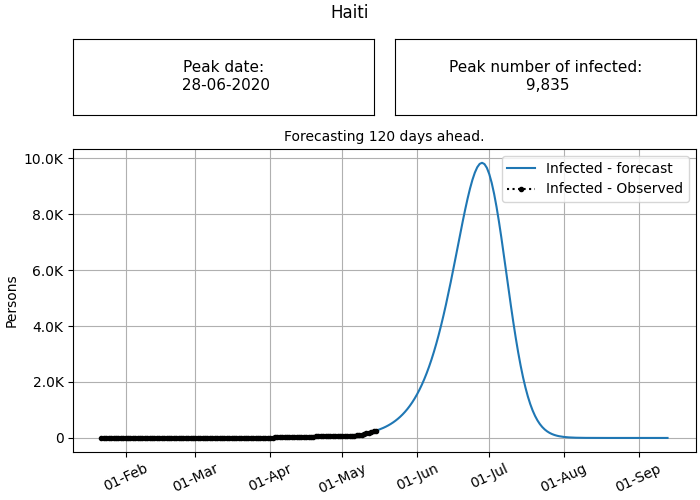 Haiti
Peak date:
28-06-2020
Peak number of infected:
9,835
Forecasting 120 days ahead.
Infected - forecast
Infected - Observed
Persons
10.0K
8.0K
6.0K
4.0K
2.0K
0
01-Feb
01-Mar
01-Apr
01-May
01-Jun
01-Jul
01-Aug
01-Sep